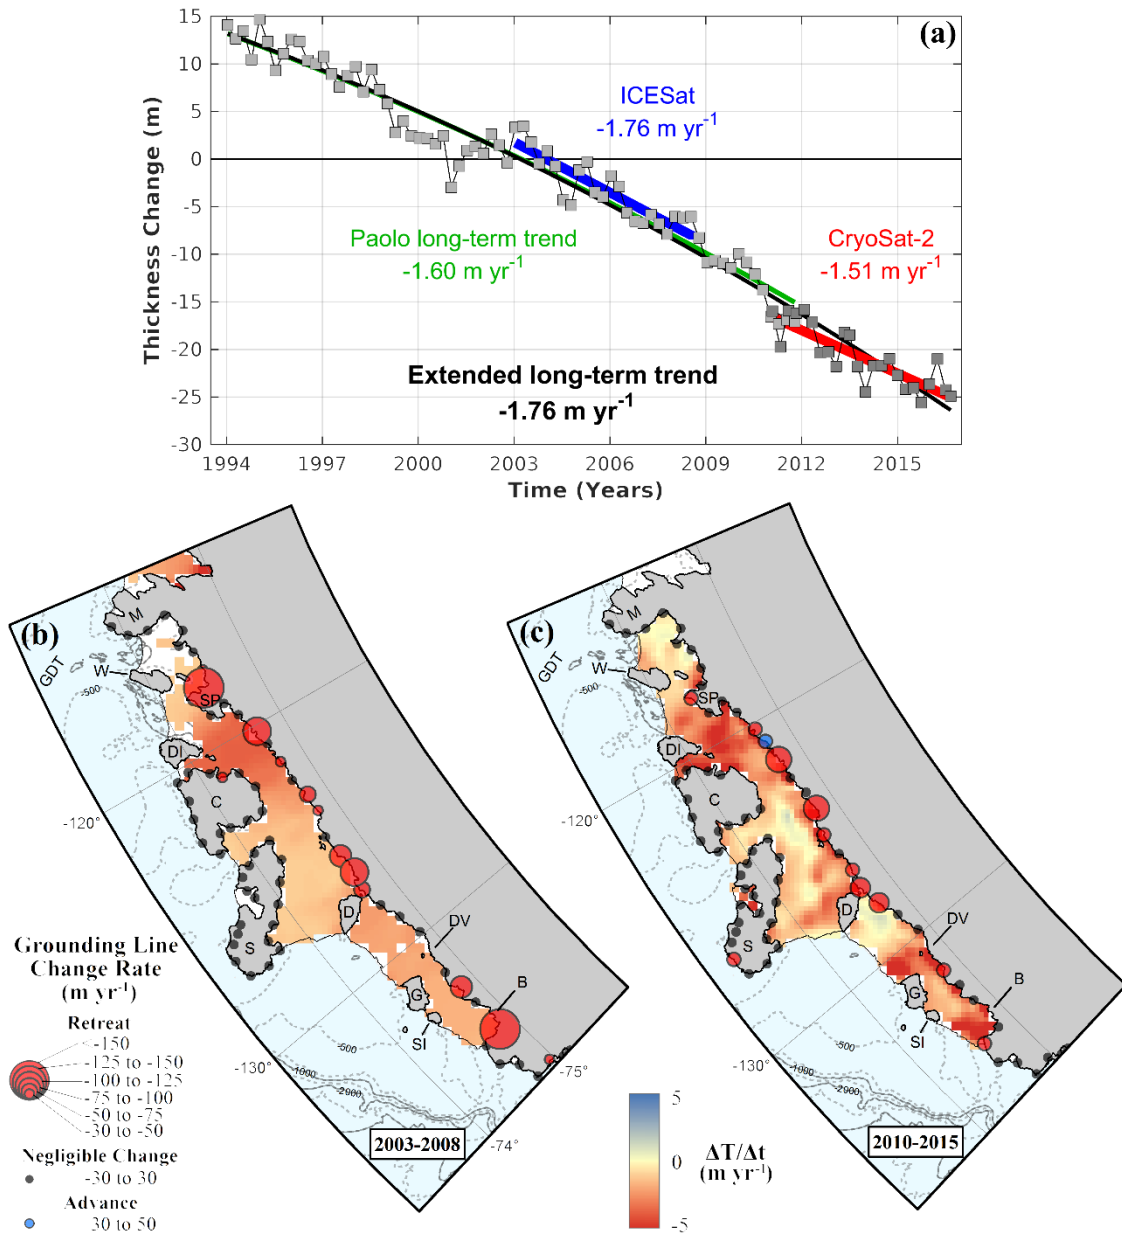 (a)
15
10
5
0
-5
-10
-15
-20
-25
-30
Thickness Change (m)
ICESat
-1.76 m yr-1
Paolo long-term trend
-1.60 m yr-1
CryoSat-2
-1.51 m yr-1
Extended long-term trend
-1.76 m yr-1
1994 1997 2000 2003 2006 2009 2012 2015
Time (Years)
(b)
M
GDT
W
-500
SP
DI
C
-120°
D
DV
S
B
G
SI
-500
-1000
-2000
-130°
-75°
-74°
2003-2008
Grounding Line
Change Rate
(m yr-1)
Retreat
-150
-125 to -150
-100 to -125
-75 to -100
-50 to -75
-30 to -50
Negligible Change
-30 to 30
Advance
30 to 50
(c)
M
GDT
W
-500
SP
DI
C
-120°
D
DV
S
B
G
SI
-500
-1000
-2000
-130°
-75°
-74°
2010-2015
5
0
-5
ΔT/Δt
(m yr-1)